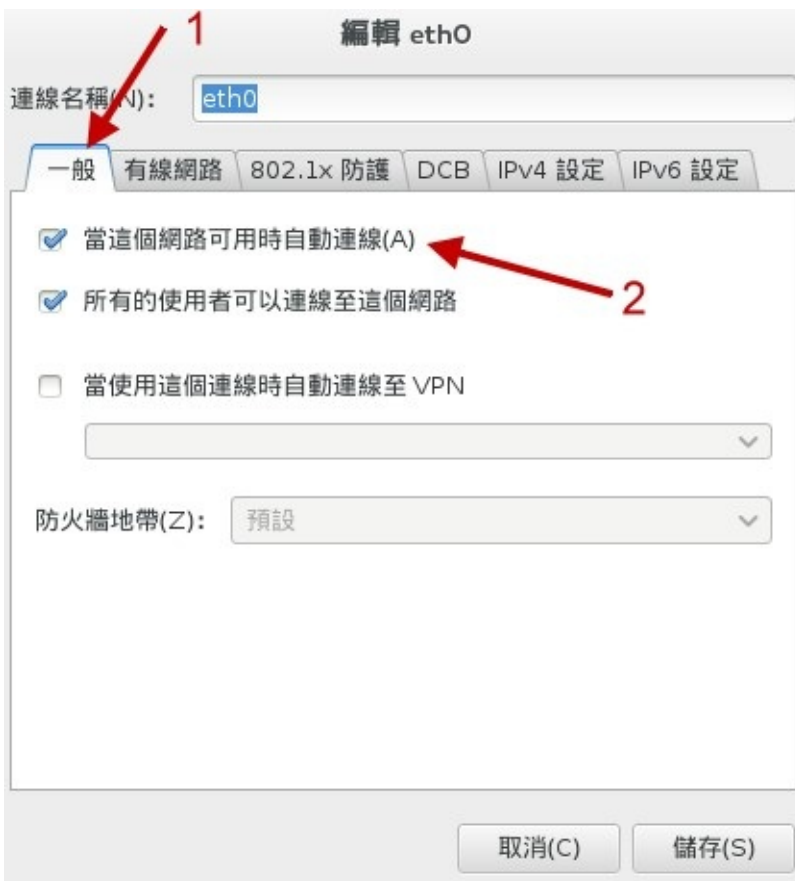 1
編輯 eth0
連線名稱(N): eth0
一般 有線網路 802.1x 防護 DCB IPv4 設定 IPv6 設定
當這個網路可用時自動連線(A)
2
所有的使用者可以連線至這個網路
當使用這個連線時自動連線至 VPN
防火牆地帶(Z): 預設
取消(C) 儲存(S)